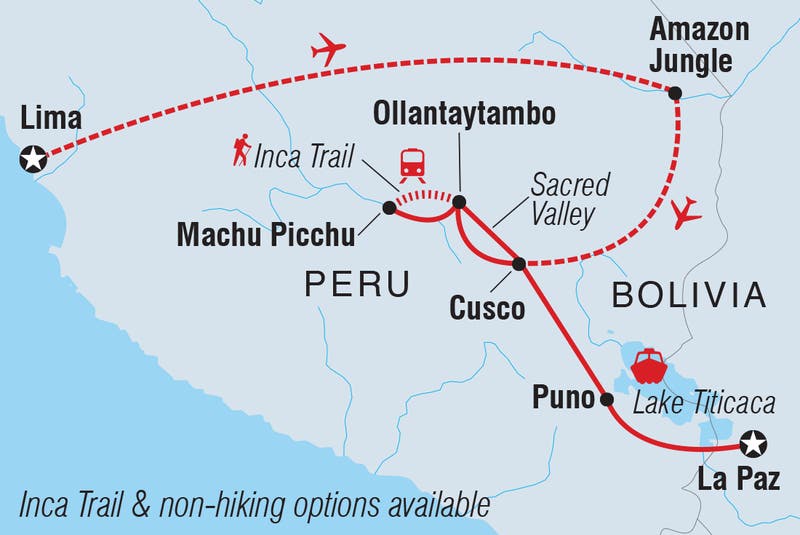 Amazon
Jungle
Lima
Ollantaytambo
Inca Trail
Sacred
Valley
Machu Picchu
PERU
BOLIVIA
Cusco
Puno
Lake Titicaca
La Paz
Inca Trail & non-hiking options available